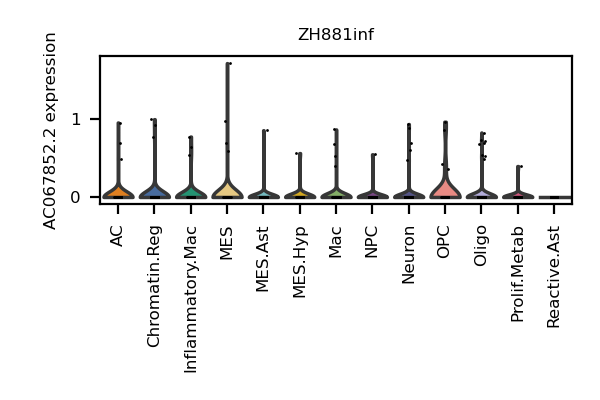 ZH881inf
AC067852.2 expression
1
0
AC
Chromatin.Reg
Inflammatory.Mac
MES
MES.Ast
MES.Hyp
Mac
NPC
Neuron
OPC
Oligo
Prolif.Metab
Reactive.Ast